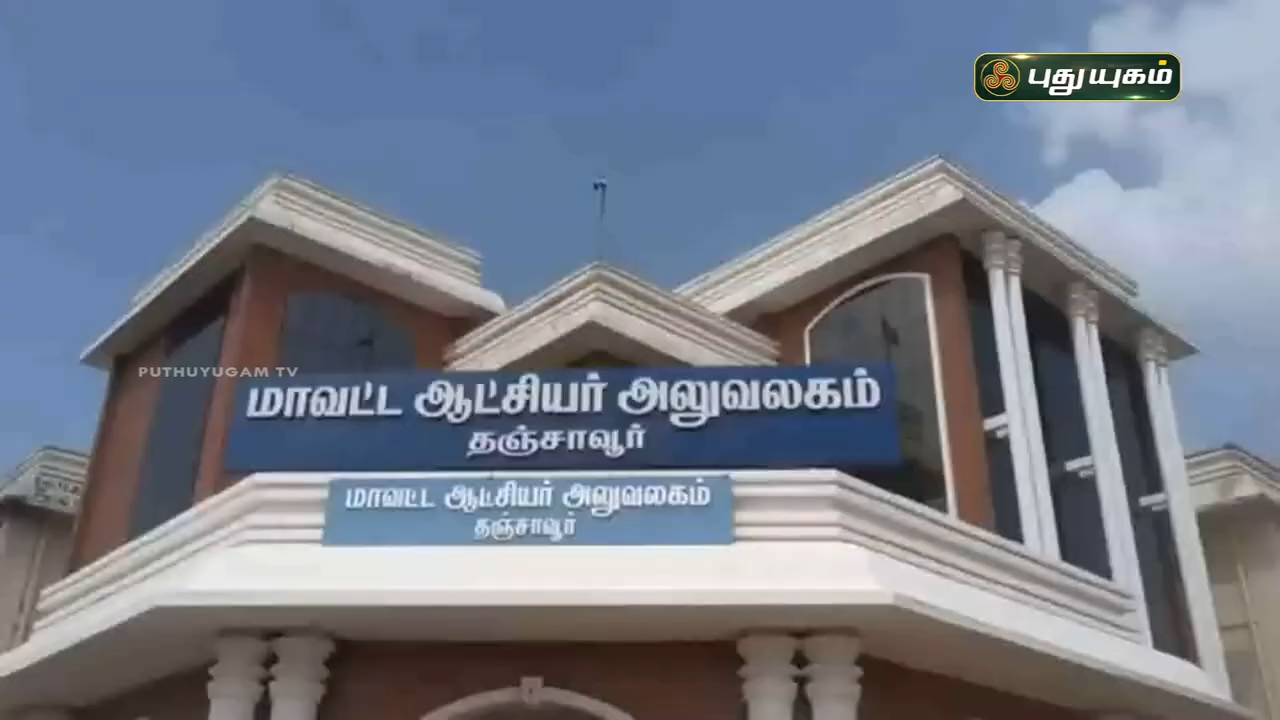 புதுயுகம்
PUTHUYUGAM TV
மாவட்ட ஆட்சியர் அலுவலகம்
தஞ்சாவூர்
மாவட்ட ஆட்சியர் அலுவலகம்
தஞ்சாவூர்